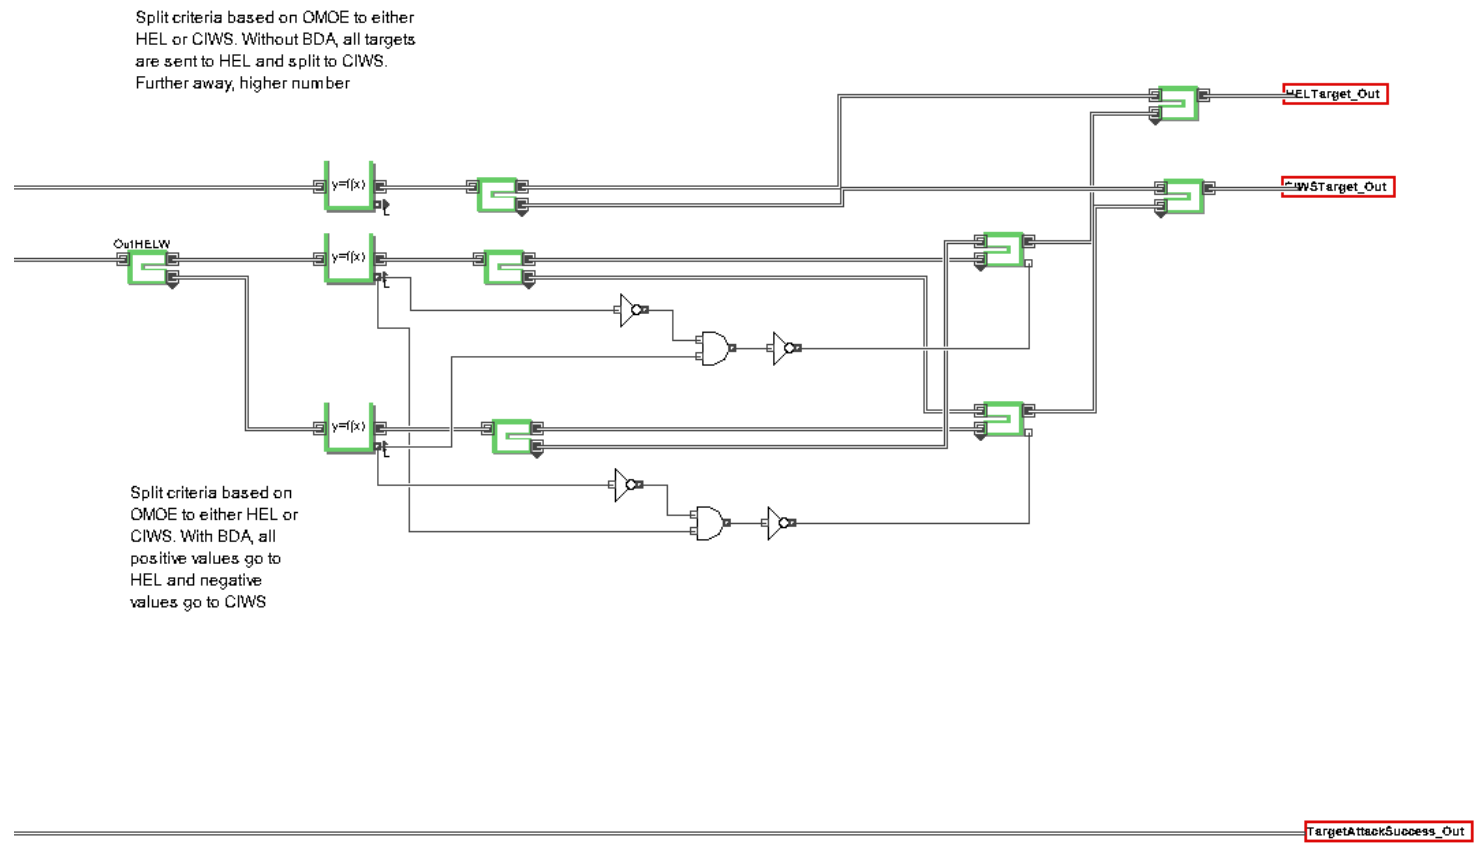 Split criteria based on OMOE to either
HEL or CIWS. Without BDA, all targets
are sent to HEL and split to CIWS.
Further away, higher number
HELTarget_Out
y=f(x)
CIWSTarget_Out
OutHELW
y=f(x)
y=f(x)
Split criteria based on
OMOE to either HEL or
CIWS. With BDA, all
positive values go to
HEL and negative
values go to CIWS
TargetAttackSuccess_Out